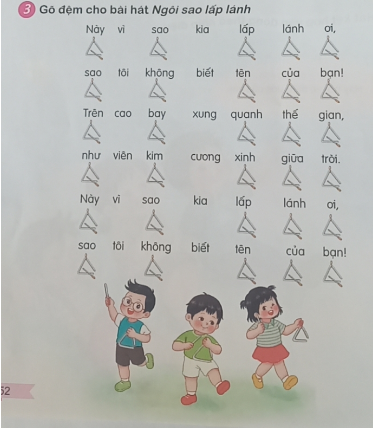 3 Gõ đệm cho bài hát Ngôi sao lấp lánh
Này vì sao kia lấp lánh ơi,
sao tôi không biết tên của bạn!
Trên cao bay xung quanh thế gian,
như viên kim cương xinh giữa trời.
Này vì sao kia lấp lánh ơi,
sao tôi không biết tên của bạn!
52